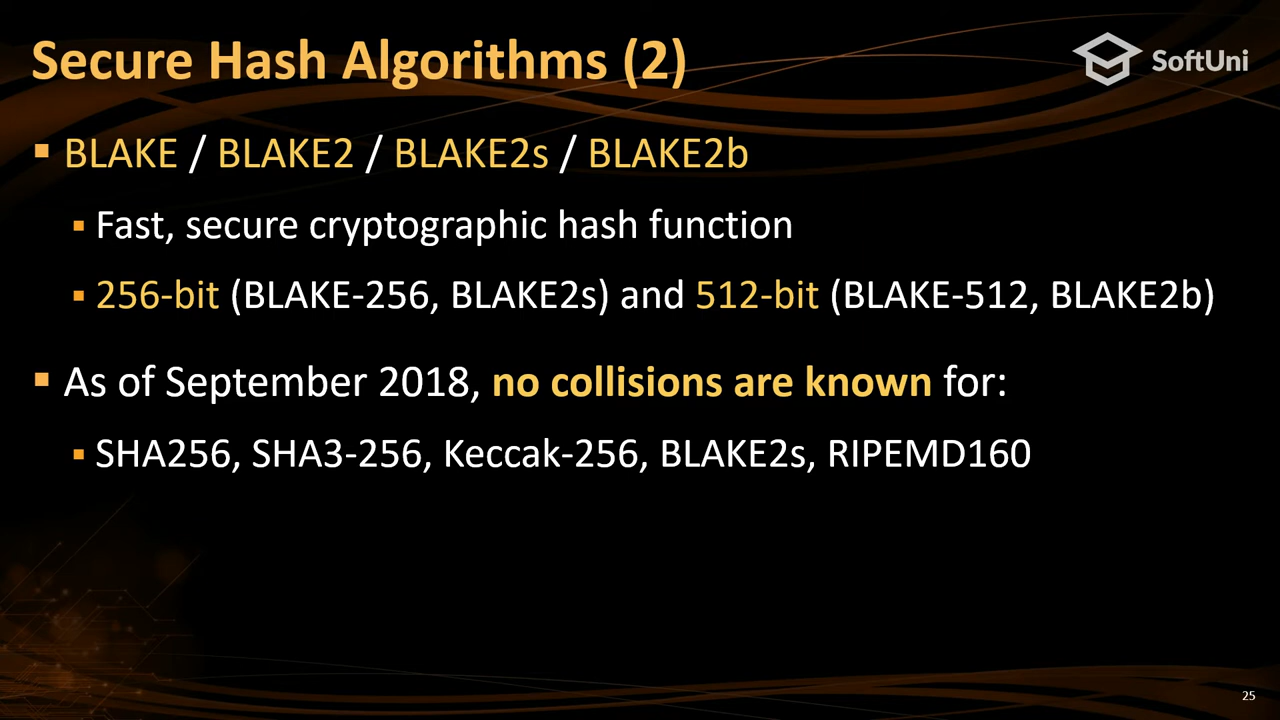 Secure Hash Algorithms (2)
SoftUni
▪ BLAKE / BLAKE2 / BLAKE2s / BLAKE2b
▪ Fast, secure cryptographic hash function
▪ 256-bit (BLAKE-256, BLAKE2s) and 512-bit (BLAKE-512, BLAKE2b)
▪ As of September 2018, no collisions are known for:
▪ SHA256, SHA3-256, Keccak-256, BLAKE2s, RIPEMD160
25